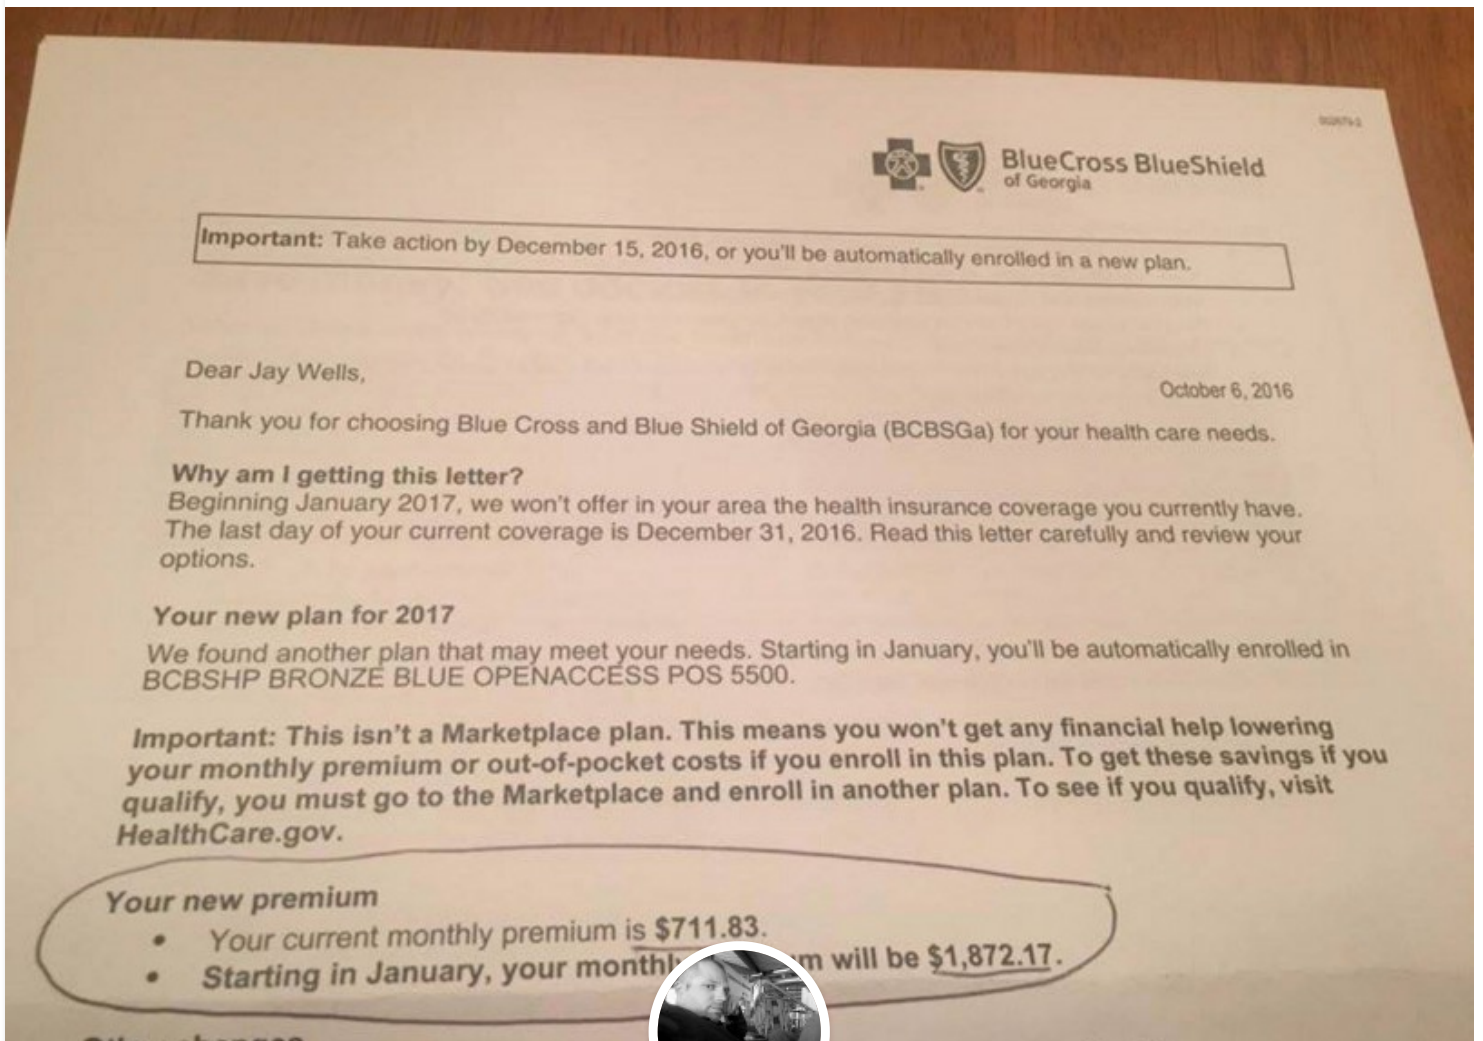 BlueCross BlueShield
of Georgia
Important: Take action by December 15, 2016, or you'll be automatically enrolled in a new plan.
Dear Jay Wells,
October 6, 2016
Thank you for choosing Blue Cross and Blue Shield of Georgia (BCBSGa) for your health care needs.
Why am I getting this letter?
Beginning January 2017, we won't offer in your area the health insurance coverage you currently have.
The last day of your current coverage is December 31, 2016. Read this letter carefully and review your
options.
Your new plan for 2017
We found another plan that may meet your needs. Starting in January, you'll be automatically enrolled in
BCBSHP BRONZE BLUE OPENACCESS POS 5500.
Important: This isn't a Marketplace plan. This means you won't get any financial help lowering
your monthly premium or out-of-pocket costs if you enroll in this plan. To get these savings if you
qualify, you must go to the Marketplace and enroll in another plan. To see if you qualify, visit
HealthCare.gov.
Your new premium
• Your current monthly premium is $711.83.
• Starting in January, your monthl m will be $1,872.17.